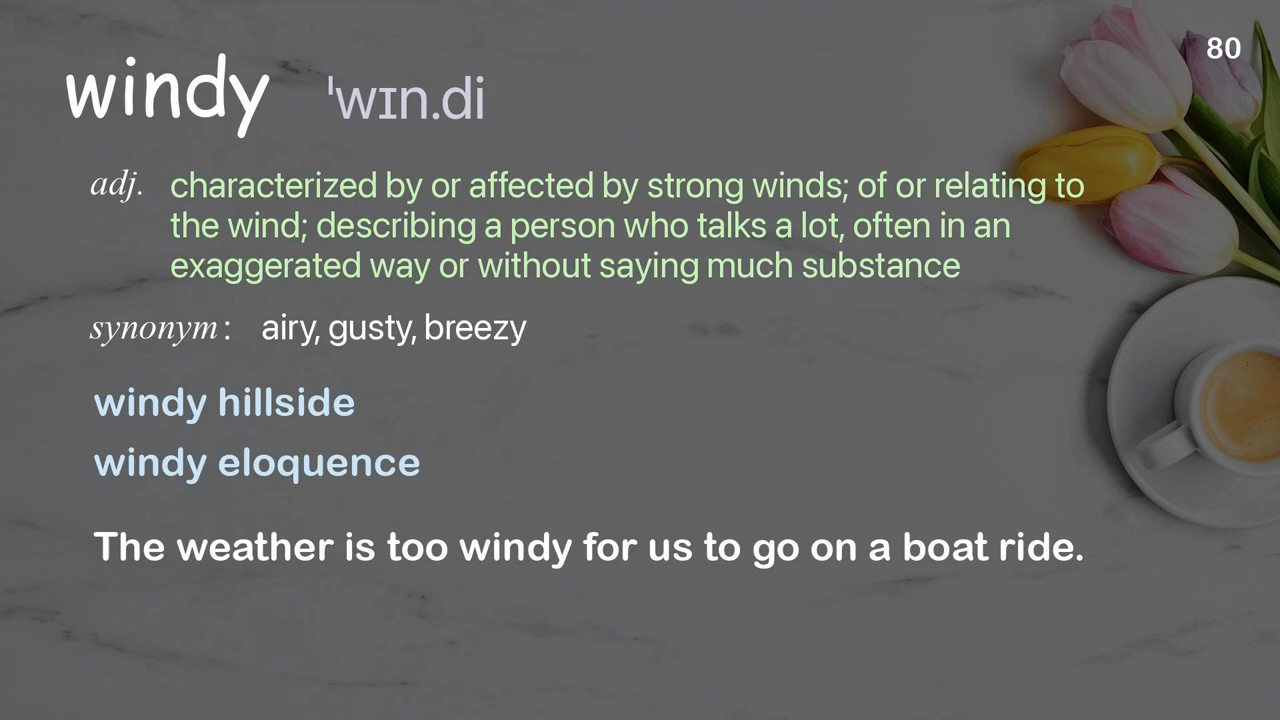 80
windy ˈwɪn.di
adj. characterized by or affected by strong winds; of or relating to
the wind; describing a person who talks a lot, often in an
exaggerated way or without saying much substance
synonym: airy, gusty, breezy
windy hillside
windy eloquence
The weather is too windy for us to go on a boat ride.